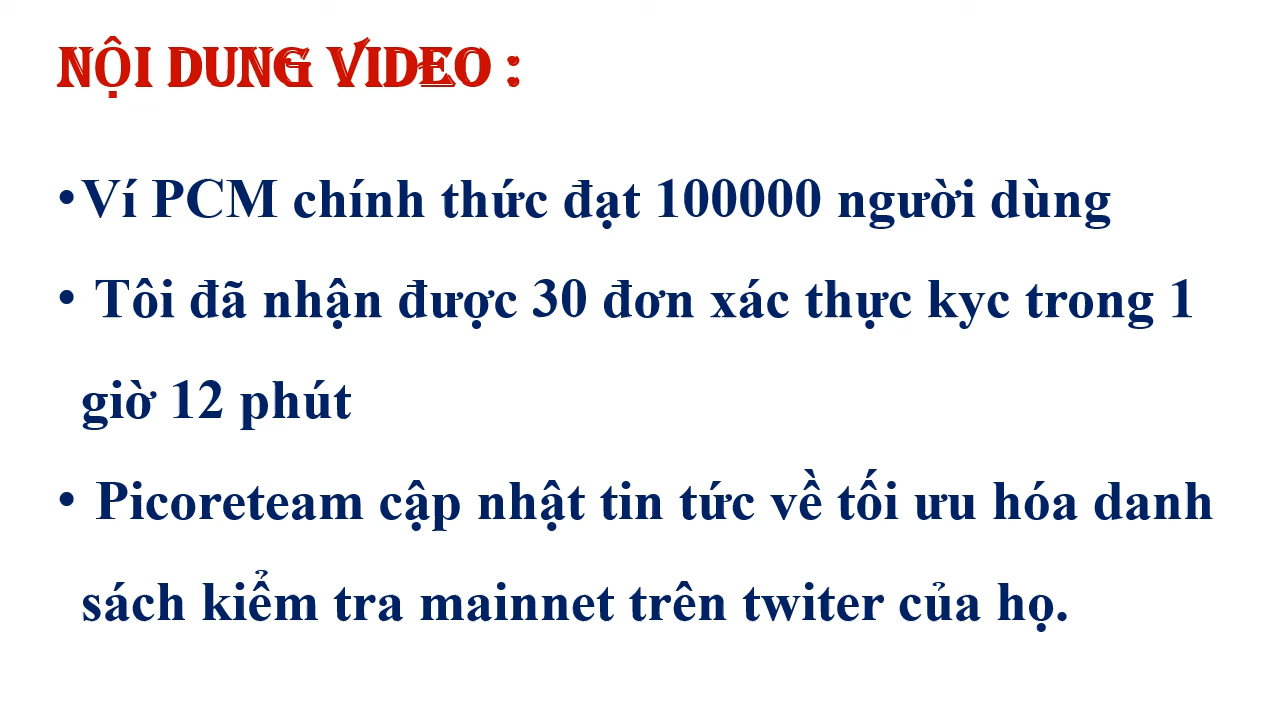 NỘI DUNG VIDEO :
•Ví PCM chính thức đạt 100000 người dùng
• Tôi đã nhận được 30 đơn xác thực kyc trong 1
giờ 12 phút
• Picoreteam cập nhật tin tức về tối ưu hóa danh
sách kiểm tra mainnet trên twiter của họ.